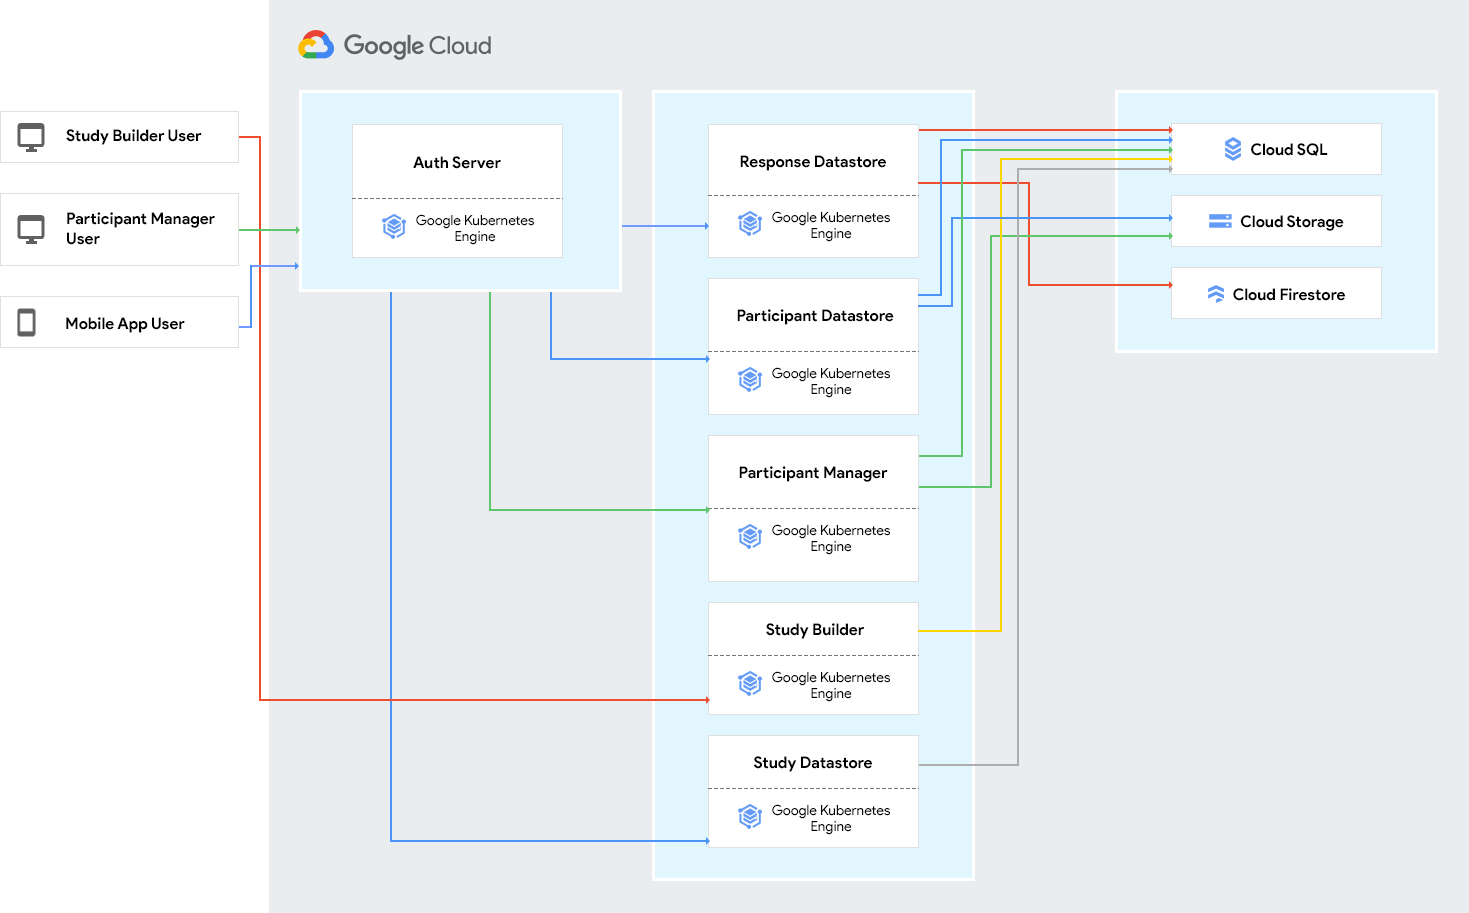 Google Cloud
Study Builder User
Participant Manager
User
Mobile App User
Auth Server
Google Kubernetes
Engine
Response Datastore
Google Kubernetes
Engine
Participant Datastore
Google Kubernetes
Engine
Participant Manager
Google Kubernetes
Engine
Study Builder
Google Kubernetes
Engine
Study Datastore
Google Kubernetes
Engine
Cloud SQL
Cloud Storage
Cloud Firestore